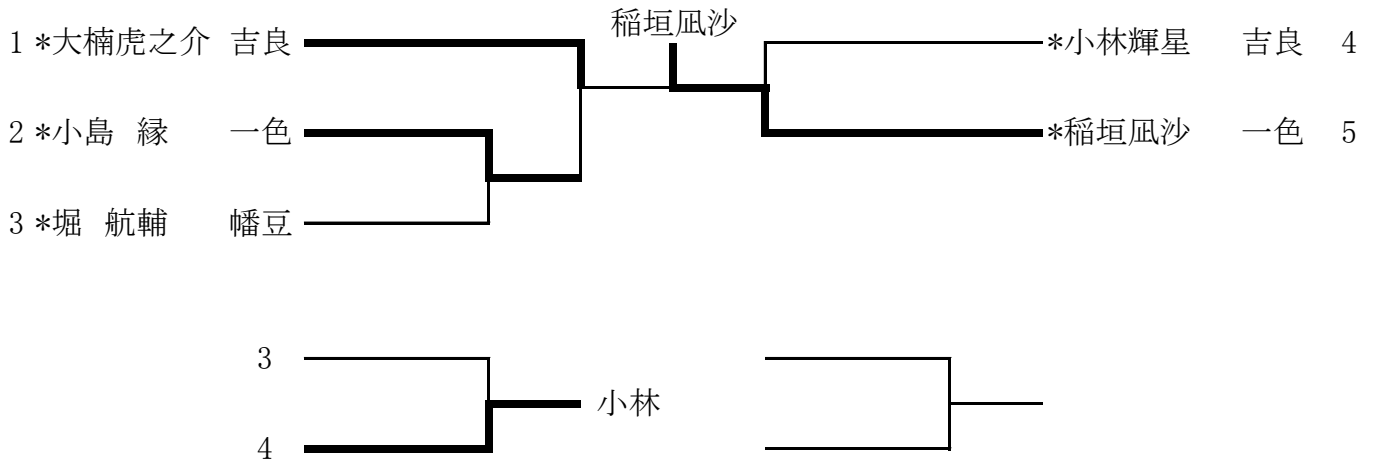 稲垣凪沙
1 *大楠虎之介 吉良
*小林輝星 吉良 4
2 *小島 縁 一色
*稲垣凪沙 一色 5
3 *堀 航輔 幡豆
3
小林
4